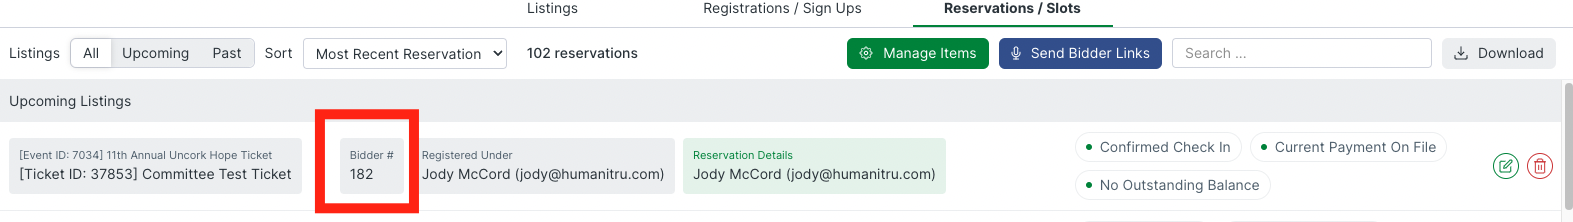 Listings Registrations / Sign Ups Reservations / Slots
Listings All Upcoming Past Sort Most Recent Reservation 102 reservations Manage Items Send Bidder Links Search ... Download
Upcoming Listings
[Event ID: 7034] 11th Annual Uncork Hope Ticket
[Ticket ID: 37853] Committee Test Ticket
Bidder #
182
Registered Under
Jody McCord (jody@humanitru.com)
Reservation Details
Jody McCord (jody@humanitru.com)
Confirmed Check In
Current Payment On File
No Outstanding Balance